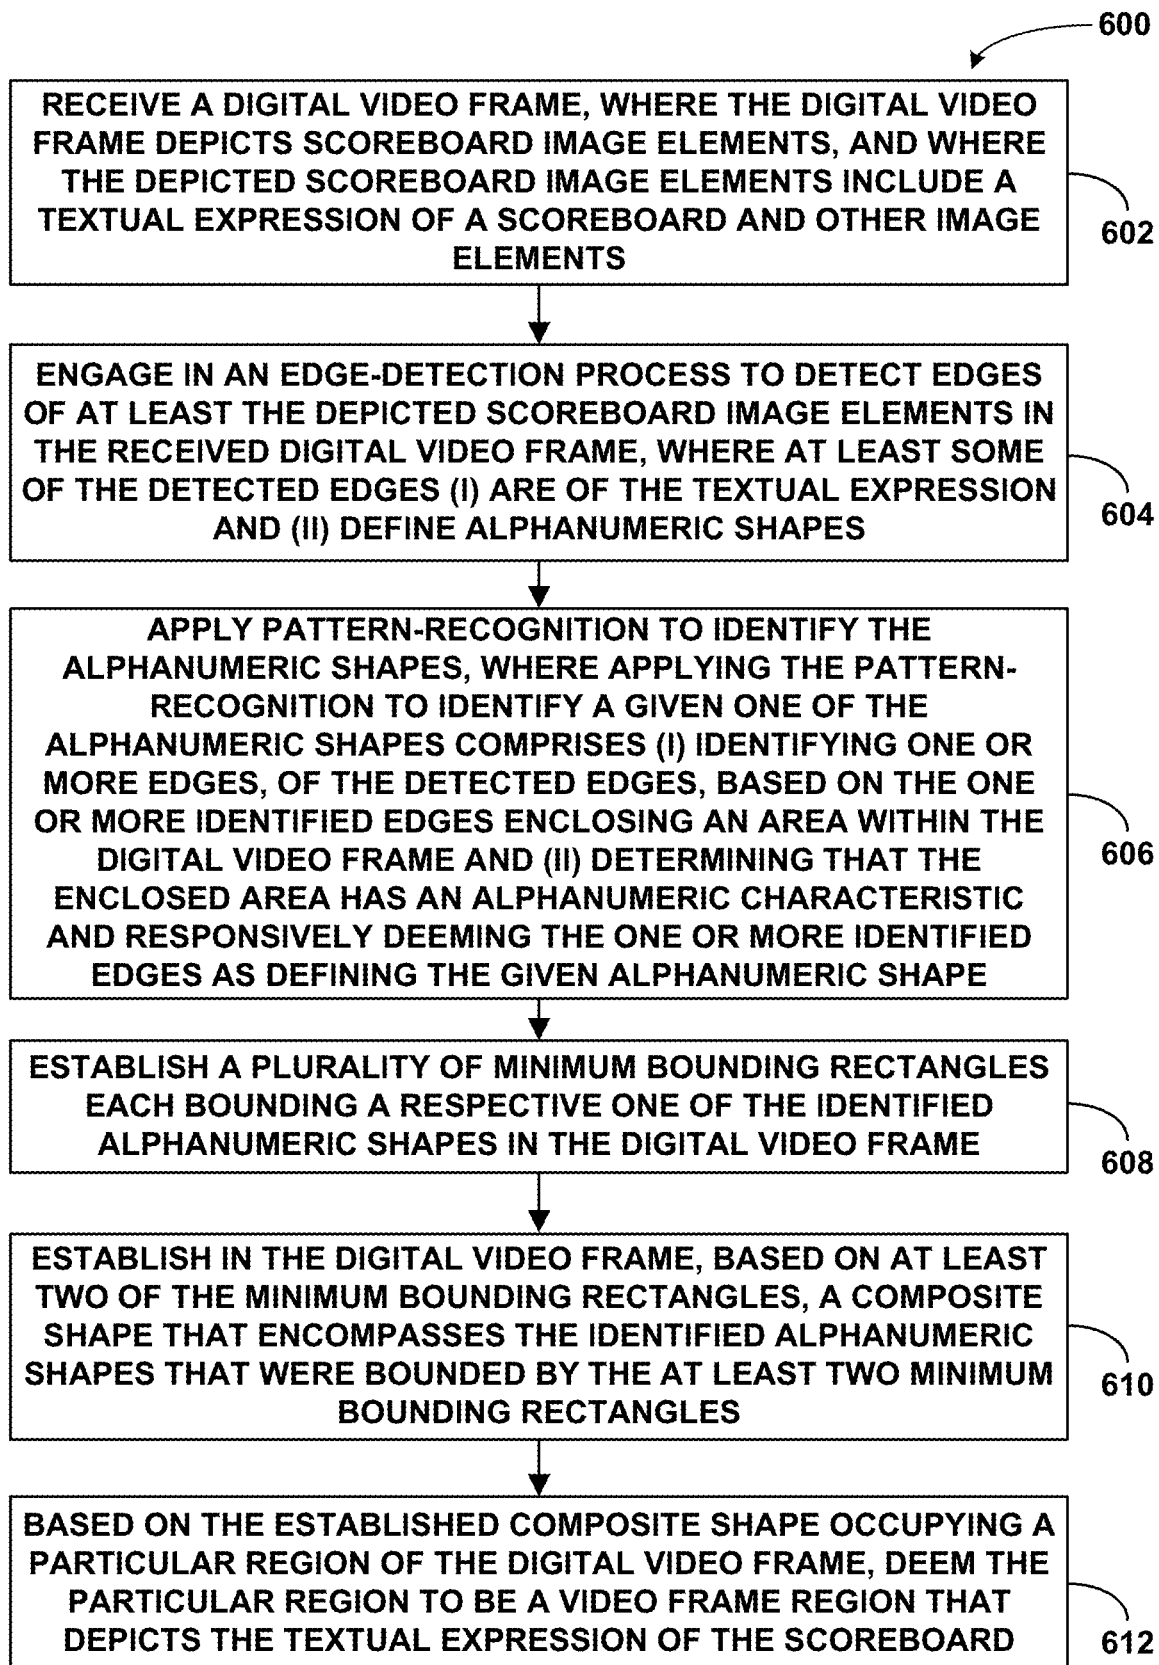 600
RECEIVE A DIGITAL VIDEO FRAME, WHERE THE DIGITAL VIDEO
FRAME DEPICTS SCOREBOARD IMAGE ELEMENTS, AND WHERE
THE DEPICTED SCOREBOARD IMAGE ELEMENTS INCLUDE A
TEXTUAL EXPRESSION OF A SCOREBOARD AND OTHER IMAGE
ELEMENTS
602
ENGAGE IN AN EDGE-DETECTION PROCESS TO DETECT EDGES
OF AT LEAST THE DEPICTED SCOREBOARD IMAGE ELEMENTS IN
THE RECEIVED DIGITAL VIDEO FRAME, WHERE AT LEAST SOME
OF THE DETECTED EDGES (I) ARE OF THE TEXTUAL EXPRESSION
AND (II) DEFINE ALPHANUMERIC SHAPES
604
APPLY PATTERN-RECOGNITION TO IDENTIFY THE
ALPHANUMERIC SHAPES, WHERE APPLYING THE PATTERN-
RECOGNITION TO IDENTIFY A GIVEN ONE OF THE
ALPHANUMERIC SHAPES COMPRISES (I) IDENTIFYING ONE OR
MORE EDGES, OF THE DETECTED EDGES, BASED ON THE ONE
OR MORE IDENTIFIED EDGES ENCLOSING AN AREA WITHIN THE
DIGITAL VIDEO FRAME AND (II) DETERMINING THAT THE
ENCLOSED AREA HAS AN ALPHANUMERIC CHARACTERISTIC
AND RESPONSIVELY DEEMING THE ONE OR MORE IDENTIFIED
EDGES AS DEFINING THE GIVEN ALPHANUMERIC SHAPE
606
ESTABLISH A PLURALITY OF MINIMUM BOUNDING RECTANGLES
EACH BOUNDING A RESPECTIVE ONE OF THE IDENTIFIED
ALPHANUMERIC SHAPES IN THE DIGITAL VIDEO FRAME
608
ESTABLISH IN THE DIGITAL VIDEO FRAME, BASED ON AT LEAST
TWO OF THE MINIMUM BOUNDING RECTANGLES, A COMPOSITE
SHAPE THAT ENCOMPASSES THE IDENTIFIED ALPHANUMERIC
SHAPES THAT WERE BOUNDED BY THE AT LEAST TWO MINIMUM
BOUNDING RECTANGLES
610
BASED ON THE ESTABLISHED COMPOSITE SHAPE OCCUPYING A
PARTICULAR REGION OF THE DIGITAL VIDEO FRAME, DEEM THE
PARTICULAR REGION TO BE A VIDEO FRAME REGION THAT
DEPICTS THE TEXTUAL EXPRESSION OF THE SCOREBOARD
612